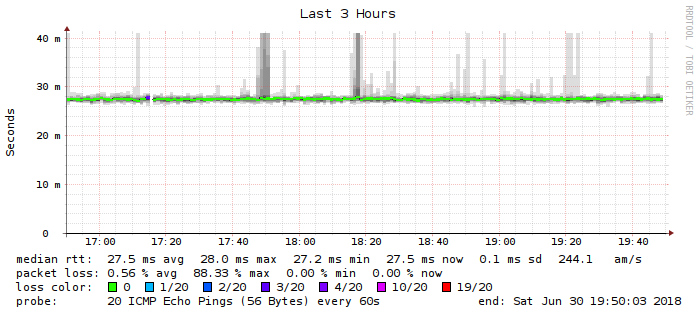 Last 3 Hours
RRDTOOL / TOBI OETIKER
Seconds
40 m
30 m
20 m
10 m
0
17:00 17:20 17:40 18:00 18:20 18:40 19:00 19:20 19:40
median rtt: 27.5 ms avg 28.0 ms max 27.2 ms min 27.5 ms now 0.1 ms sd 244.1 am/s
packet loss: 0.56 % avg 88.33 % max 0.00 % min 0.00 % now
loss color: 0 1/20 2/20 3/20 4/20 10/20 19/20
probe: 20 ICMP Echo Pings (56 Bytes) every 60s end: Sat Jun 30 19:50:03 2018